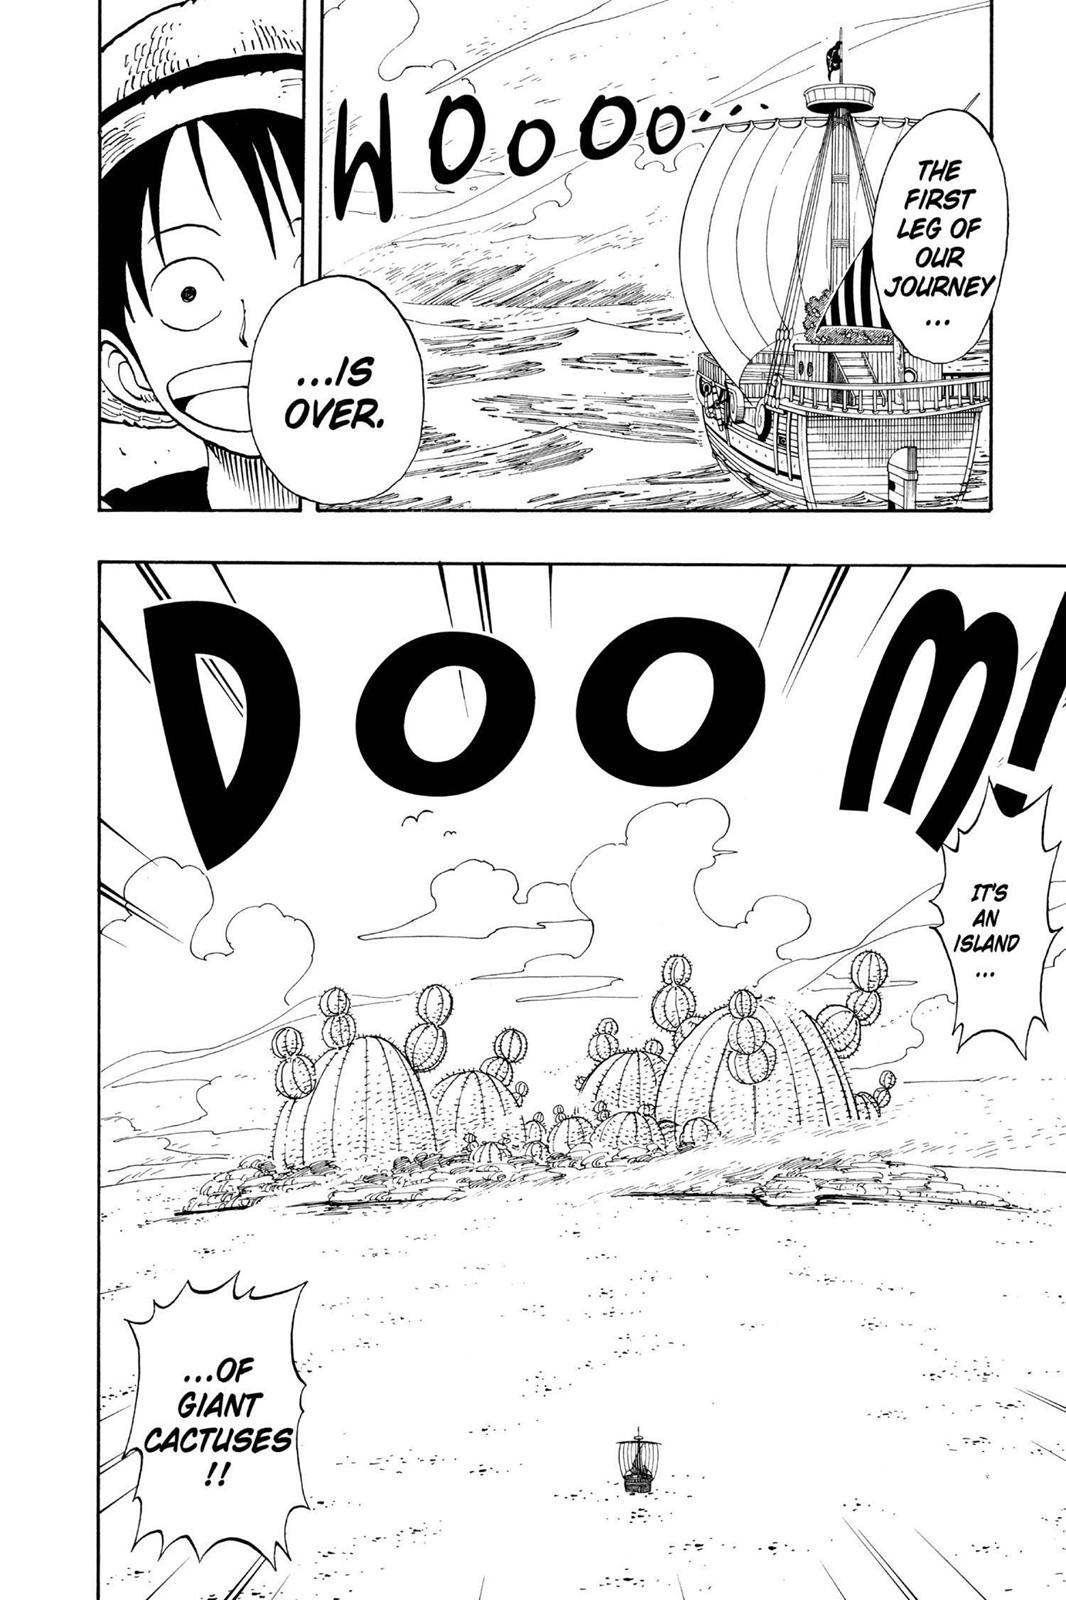 THE
FIRST
LEG OF
OUR
JOURNEY
...
WOOOO...
...IS
OVER.
DOOM!
IT'S
AN
ISLAND
...
...OF
GIANT
CACTUSES
!!